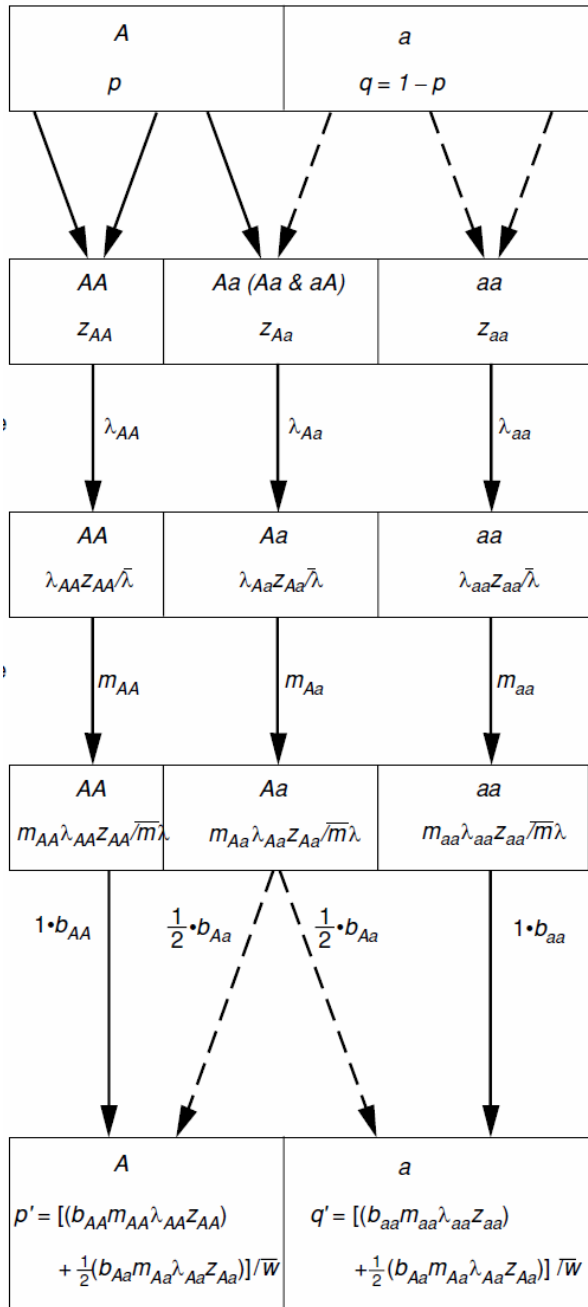 A a
p q = 1 – p
AA Aa (Aa & aA) aa
z_AA z_Aa z_aa
e λ_AA λ_Aa λ_aa
AA Aa aa
λ_AA z_AA/λ̄ λ_Aa z_Aa/λ̄ λ_aa z_aa/λ̄
e m_AA m_Aa m_aa
AA Aa aa
m_AA λ_AA z_AA/m̅λ̅ m_Aa λ_Aa z_Aa/m̅λ̅ m_aa λ_aa z_aa/m̅λ̅
1•b_AA 1/2•b_Aa 1/2•b_Aa 1•b_aa
A a
p' = [(b_AA m_AA λ_AA z_AA) q' = [(b_aa m_aa λ_aa z_aa)
+ 1/2(b_Aa m_Aa λ_Aa z_Aa)]/w̅ + 1/2(b_Aa m_Aa λ_Aa z_Aa)]/w̅